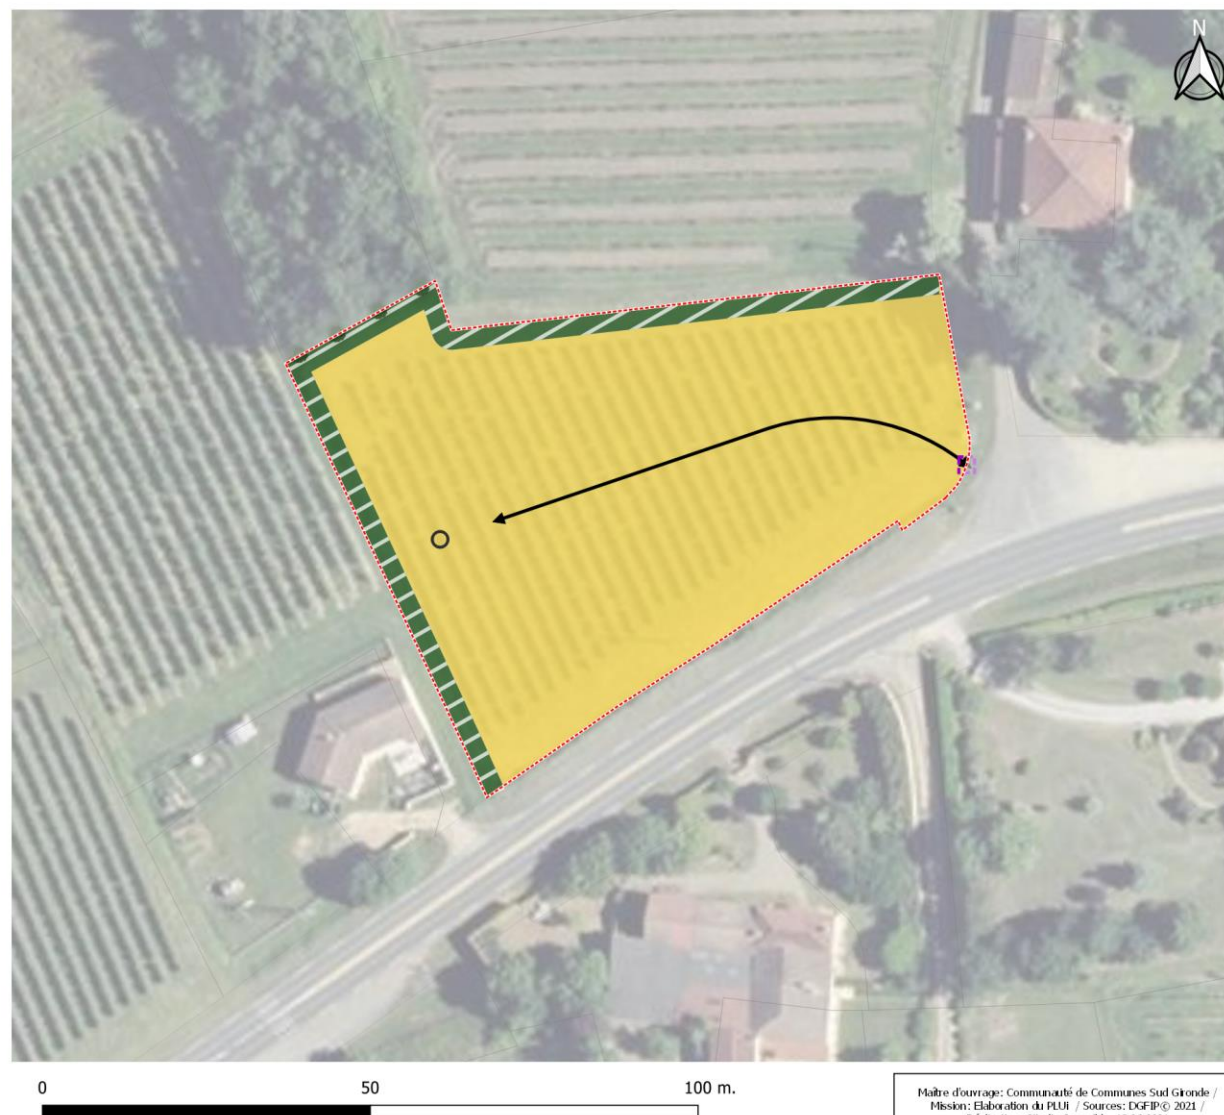 N
0 50 100 m.
Maître d'ouvrage: Communauté de Communes Sud Gironde /
Mission: Elaboration du PLUi / Sources: DGFIP© 2021 /